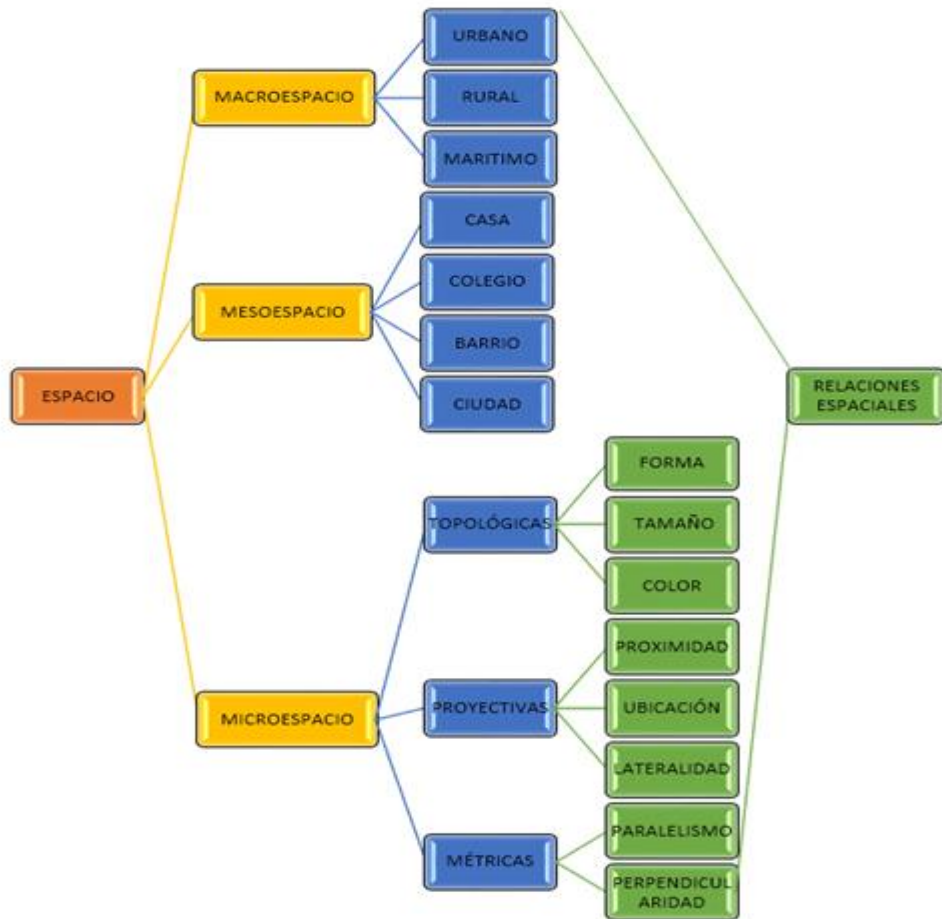 ESPACIO
MACROESPACIO
URBANO
RURAL
MARITIMO
MESOESPACIO
CASA
COLEGIO
BARRIO
CIUDAD
MICROESPACIO
TOPOLÓGICAS
FORMA
TAMAÑO
COLOR
PROYECTIVAS
PROXIMIDAD
UBICACIÓN
LATERALIDAD
MÉTRICAS
PARALELISMO
PERPENDICUL
ARIDAD
RELACIONES
ESPACIALES